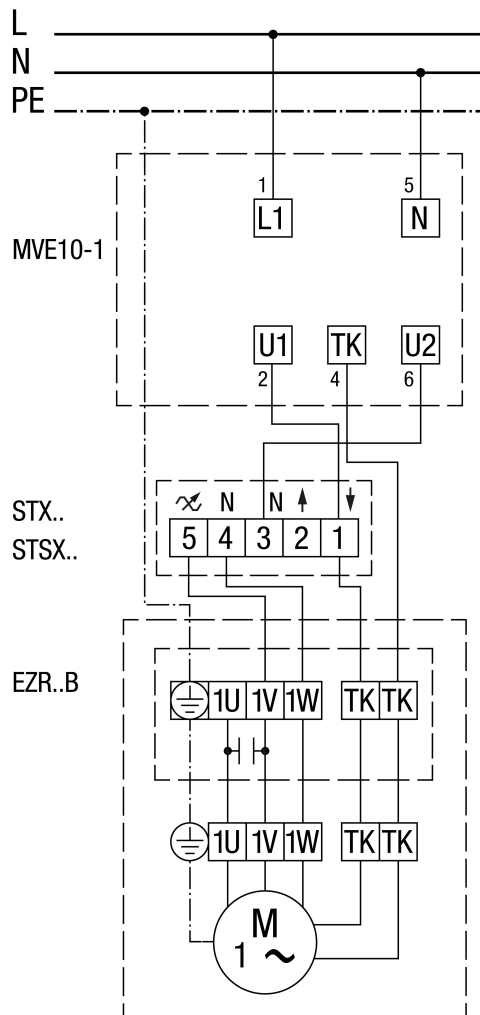 L
N
PE
1 5
L1 N
MVE10-1
U1 TK U2
2 4 6
STX..
N N
STSX..
5 4 3 2 1
EZR..B
1U 1V 1W TK TK
1U 1V 1W TK TK
M
1 ~